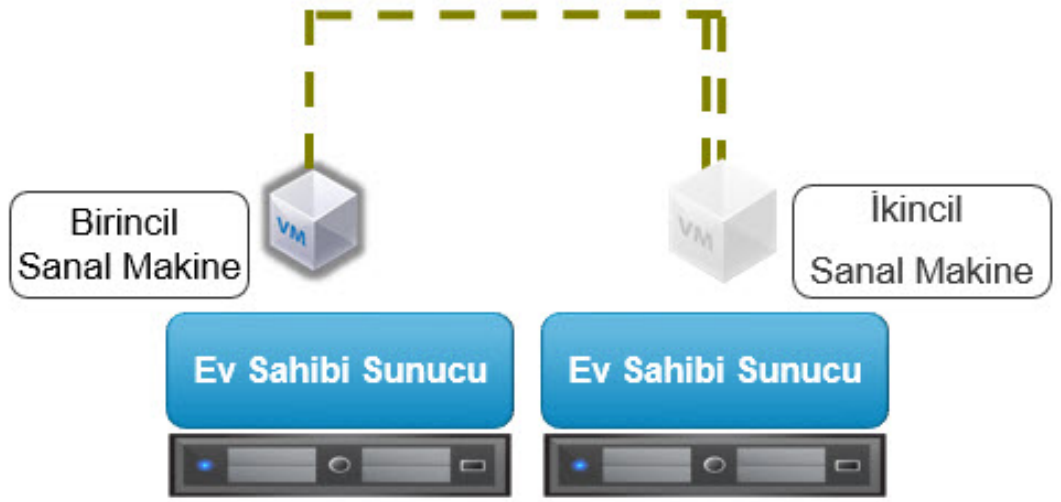 Birincil
Sanal Makine
VM
VM
İkincil
Sanal Makine
Ev Sahibi Sunucu
Ev Sahibi Sunucu